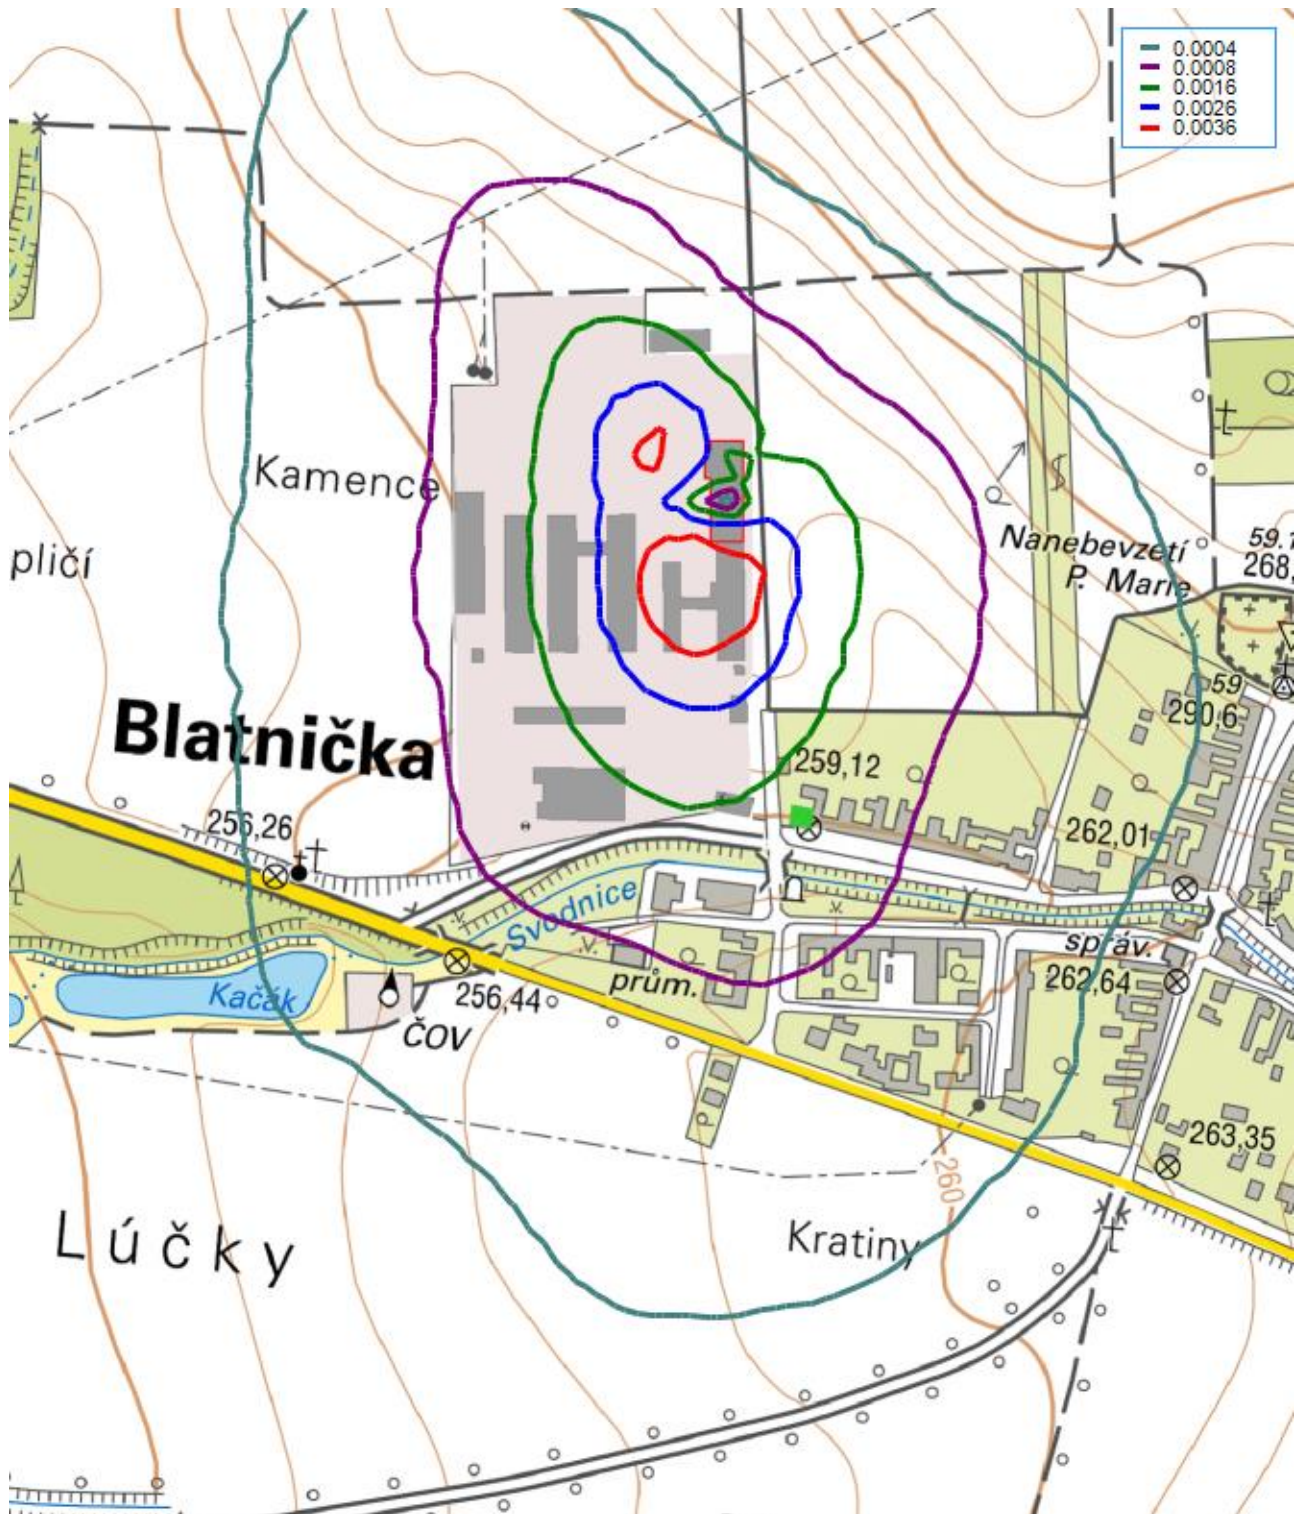 0.0004
0.0008
0.0016
0.0026
0.0036
Kamence
pličí
Nanebevzetí
P. Marie
59.1
268,
59
290,6
Blatnička
259,12
256,26
262,01
Svodnice
správ.
262,64
prům.
Kačák
256,44
ČOV
263,35
260
Lúčky
Kratiny